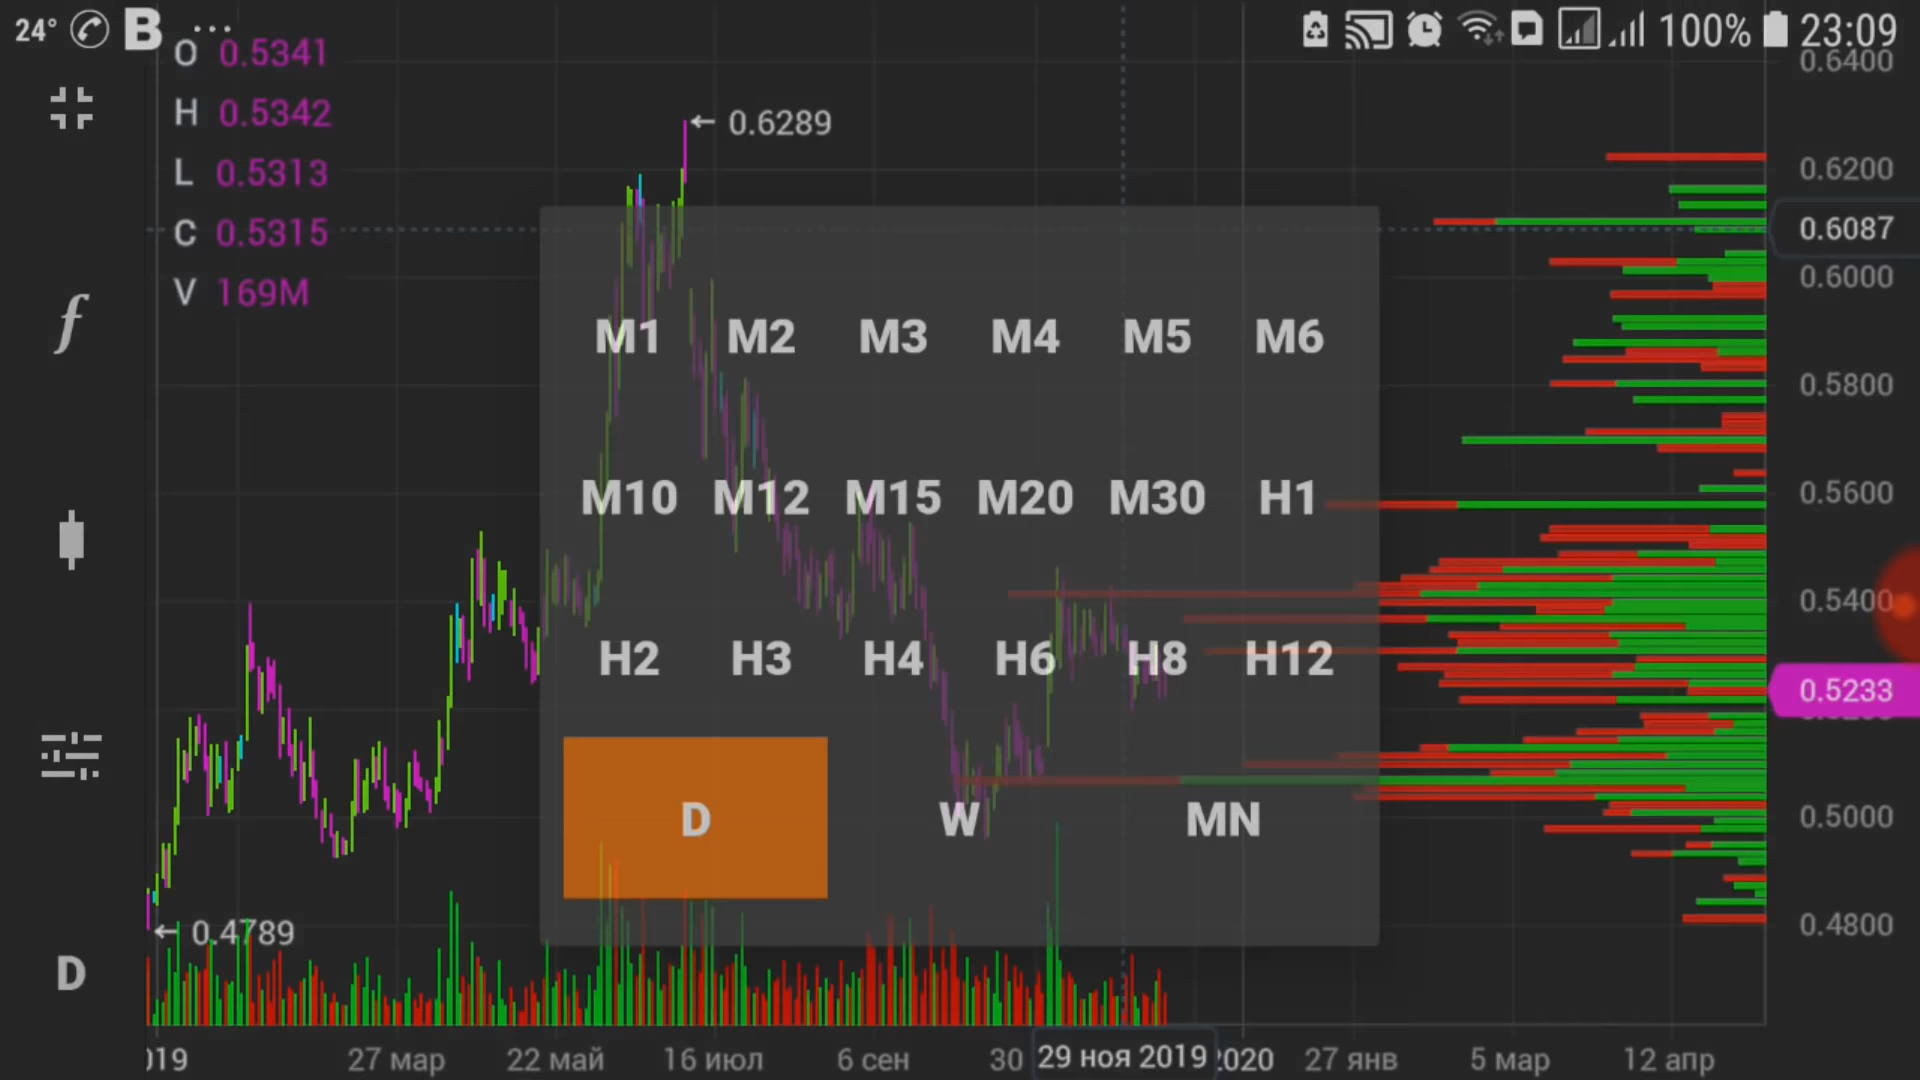 24° B ... 100% 23:09
O 0.5341
H 0.5342
L 0.5313
C 0.5315
V 169M
← 0.6289
0.6400
0.6200
0.6087
0.6000
0.5800
0.5600
0.5400
0.5233
0.5000
0.4800
f
M1 M2 M3 M4 M5 M6
M10 M12 M15 M20 M30 H1
H2 H3 H4 H6 H8 H12
D W MN
← 0.4789
D
019 27 мар 22 май 16 июл 6 сен 30 29 ноя 2019 2020 27 янв 5 мар 12 апр